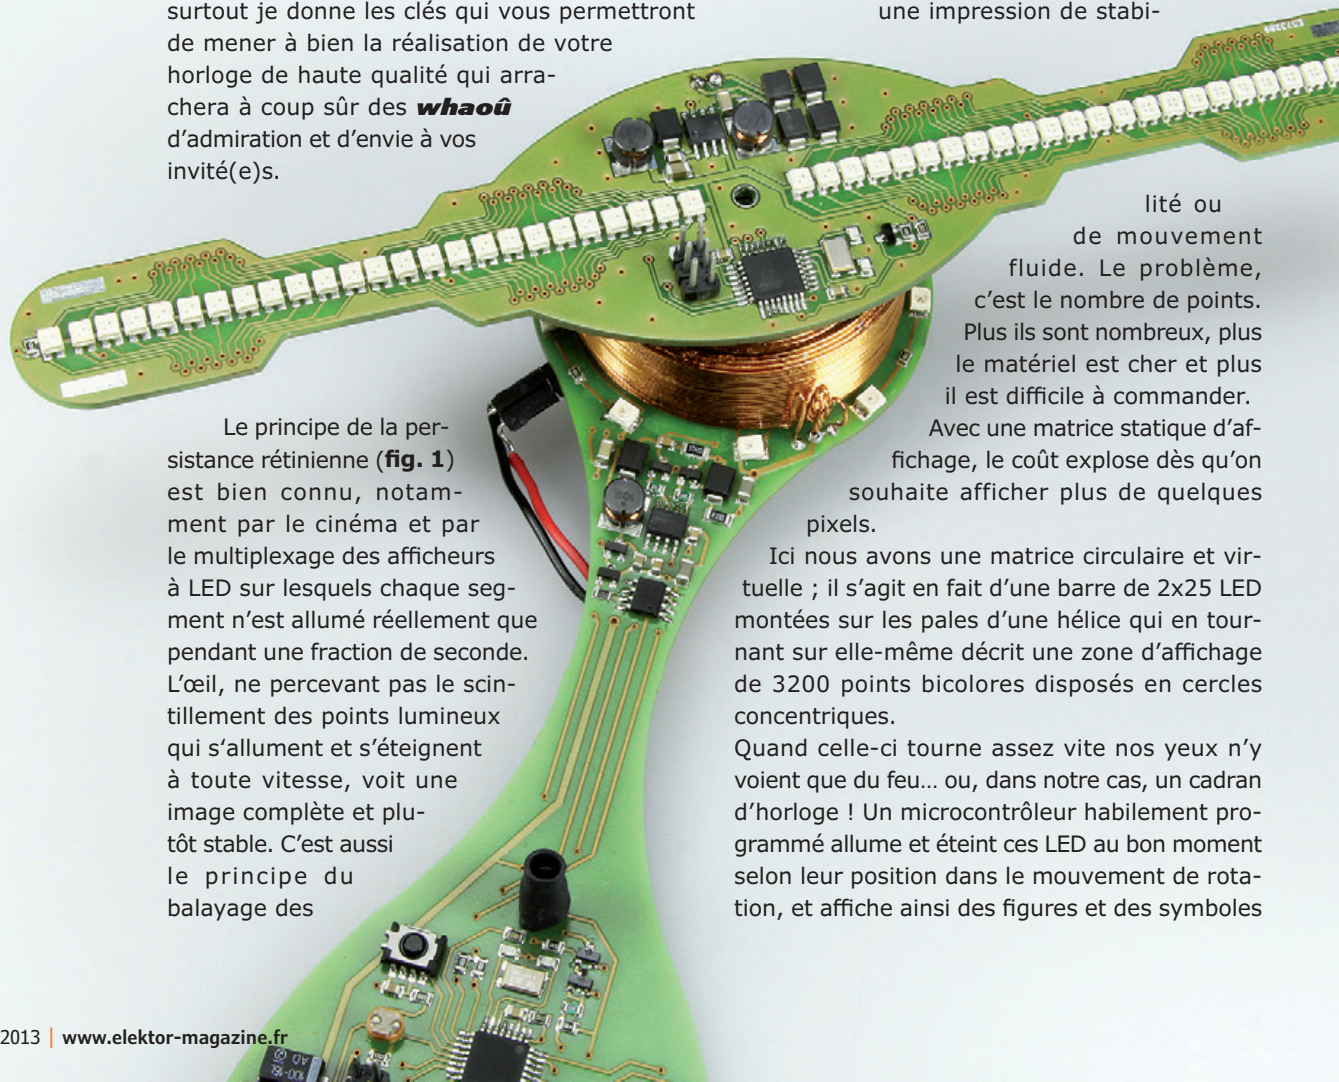 surtout je donne les clés qui vous permettront
de mener à bien la réalisation de votre
horloge de haute qualité qui arra-
chera à coup sûr des whaoû
d'admiration et d'envie à vos
invité(e)s.
Le principe de la per-
sistance rétinienne (fig. 1)
est bien connu, notam-
ment par le cinéma et par
le multiplexage des afficheurs
à LED sur lesquels chaque seg-
ment n'est allumé réellement que
pendant une fraction de seconde.
L'œil, ne percevant pas le scin-
tillement des points lumineux
qui s‘allument et s'éteignent
à toute vitesse, voit une
image complète et plu-
tôt stable. C'est aussi
le principe du
balayage des
une impression de stabi-
lité ou
de mouvement
fluide. Le problème,
c'est le nombre de points.
Plus ils sont nombreux, plus
le matériel est cher et plus
il est difficile à commander.
Avec une matrice statique d'af-
fichage, le coût explose dès qu'on
souhaite afficher plus de quelques
pixels.
Ici nous avons une matrice circulaire et vir-
tuelle ; il s'agit en fait d'une barre de 2x25 LED
montées sur les pales d'une hélice qui en tour-
nant sur elle-même décrit une zone d'affichage
de 3200 points bicolores disposés en cercles
concentriques.
Quand celle-ci tourne assez vite nos yeux n'y
voient que du feu… ou, dans notre cas, un cadran
d'horloge ! Un microcontrôleur habilement pro-
grammé allume et éteint ces LED au bon moment
selon leur position dans le mouvement de rota-
tion, et affiche ainsi des figures et des symboles
2013 | www.elektor-magazine.fr